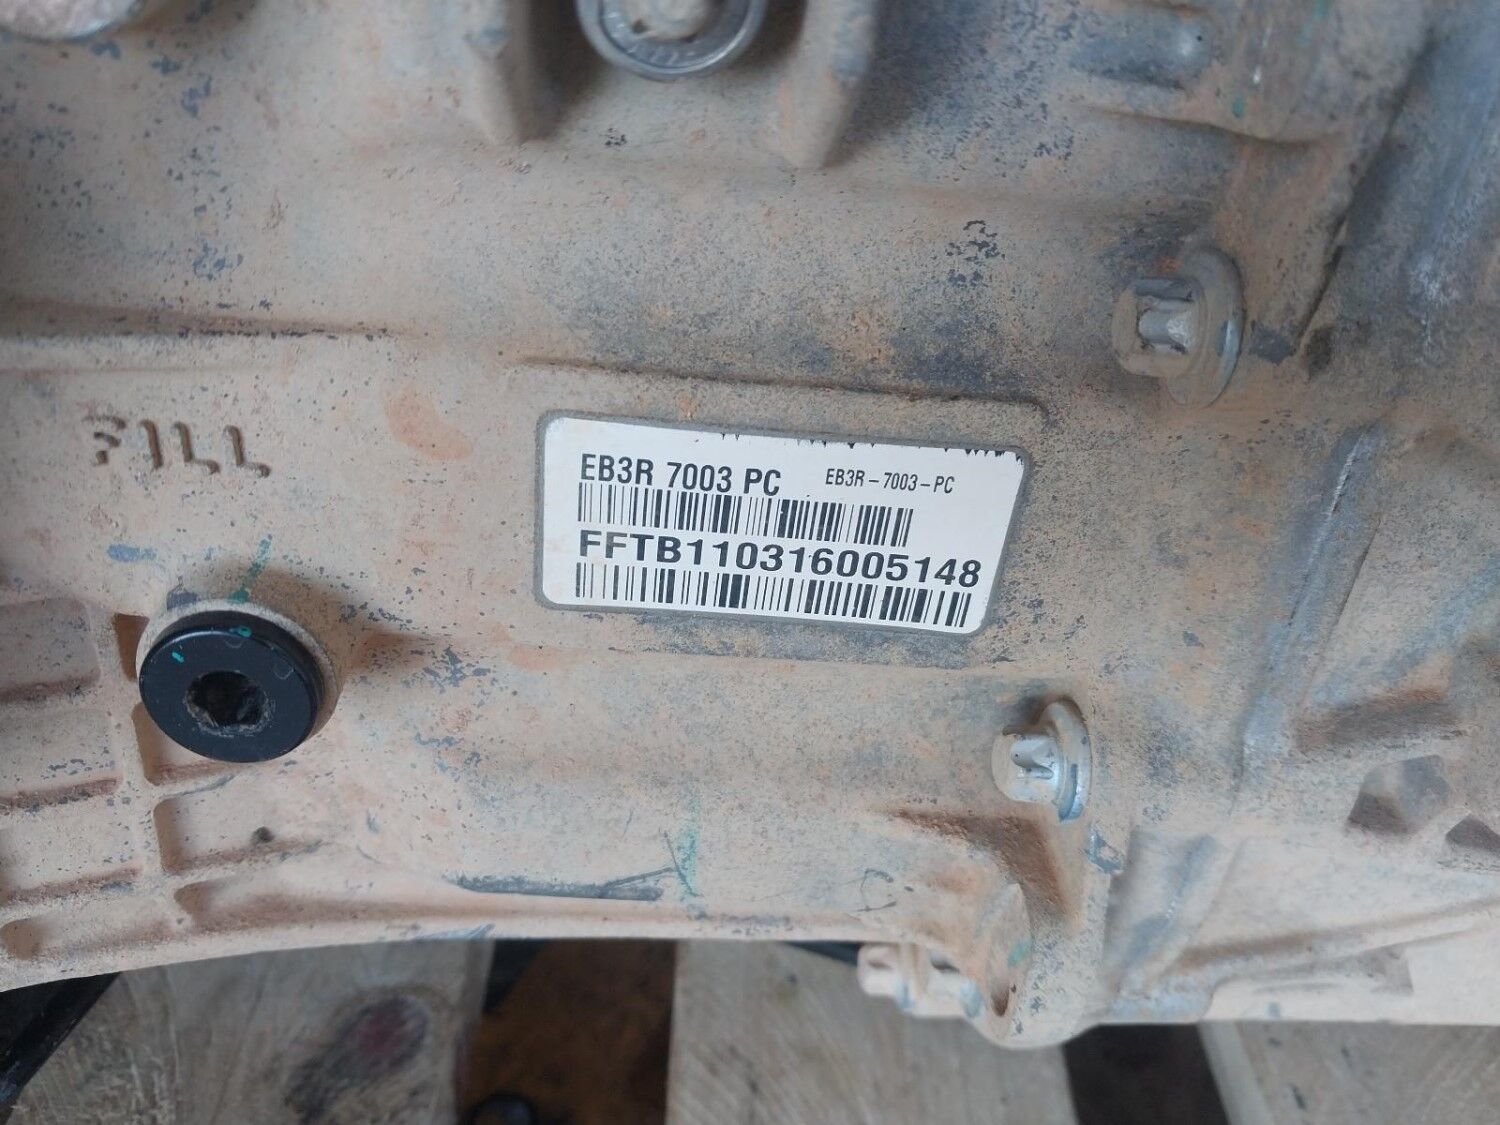 FILL
EB3R 7003 PC EB3R-7003-PC
FFTB110316005148